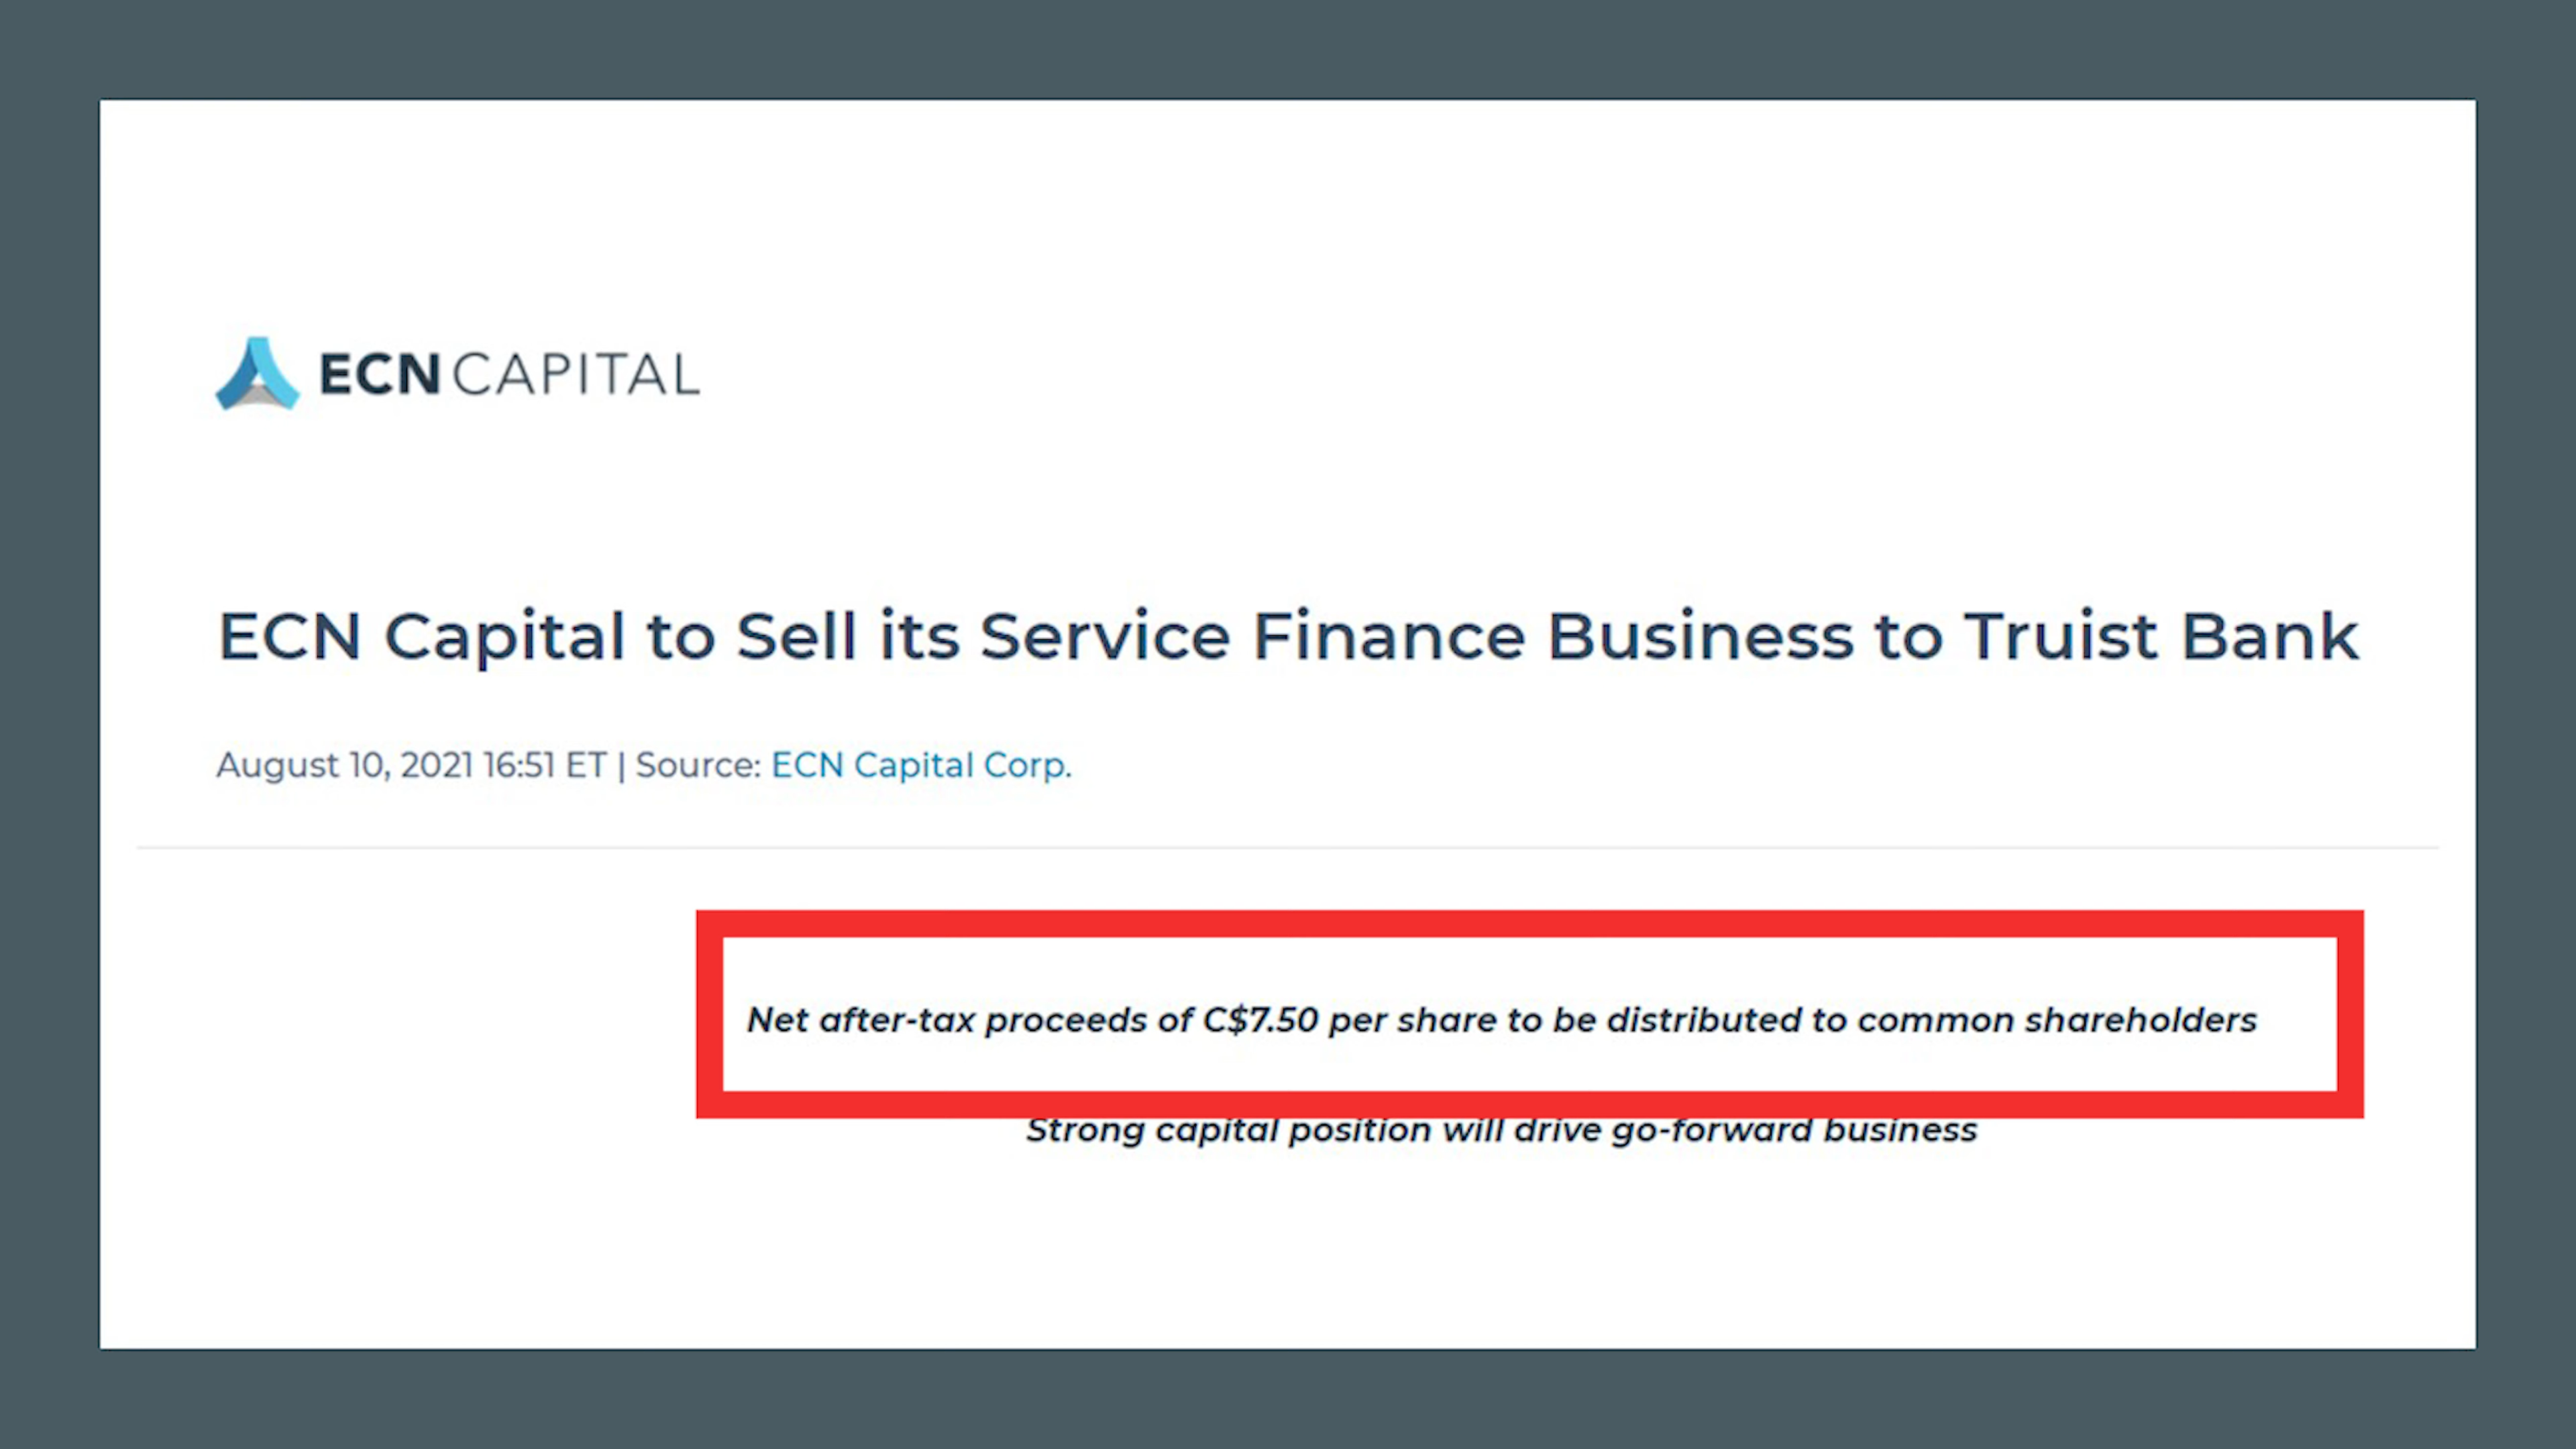 ECN CAPITAL
ECN Capital to Sell its Service Finance Business to Truist Bank
August 10, 2021 16:51 ET | Source: ECN Capital Corp.
Net after-tax proceeds of C$7.50 per share to be distributed to common shareholders
Strong capital position will drive go-forward business